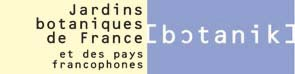 Jardins
botaniques
de France
et des pays
francophones
[bɔtanik]